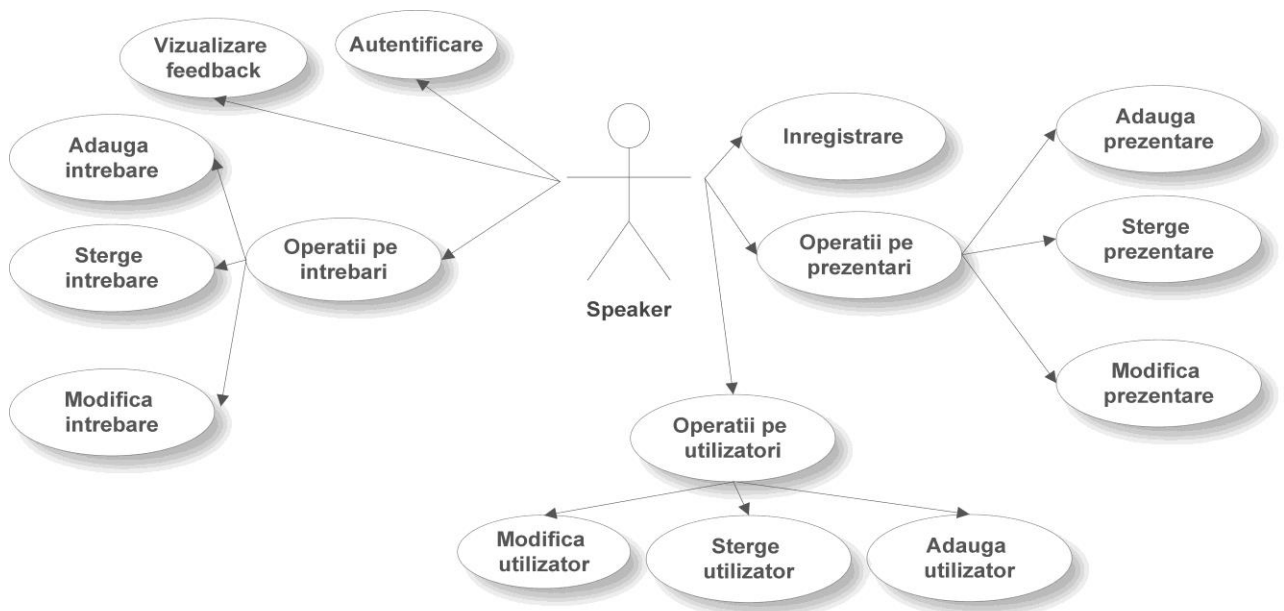 Vizualizare
feedback
Autentificare
Adauga
intrebare
Sterge
intrebare
Modifica
intrebare
Operatii pe
intrebari
Speaker
Inregistrare
Operatii pe
prezentari
Adauga
prezentare
Sterge
prezentare
Modifica
prezentare
Operatii pe
utilizatori
Modifica
utilizator
Sterge
utilizator
Adauga
utilizator